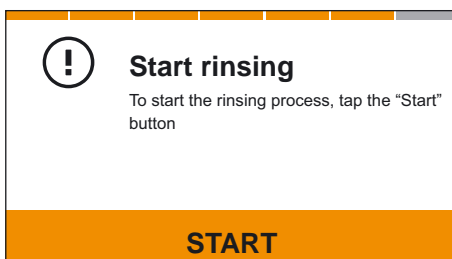 Start rinsing
To start the rinsing process, tap the “Start”
button
START